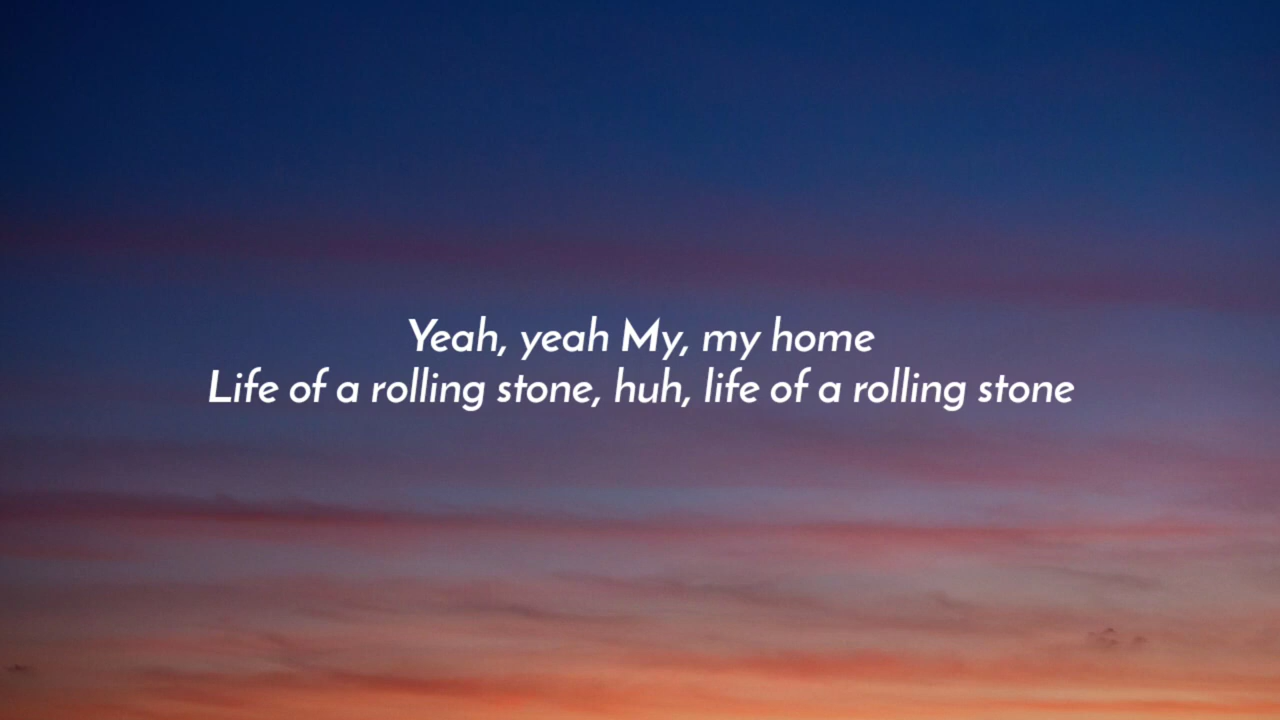 Yeah, yeah My, my home
Life of a rolling stone, huh, life of a rolling stone